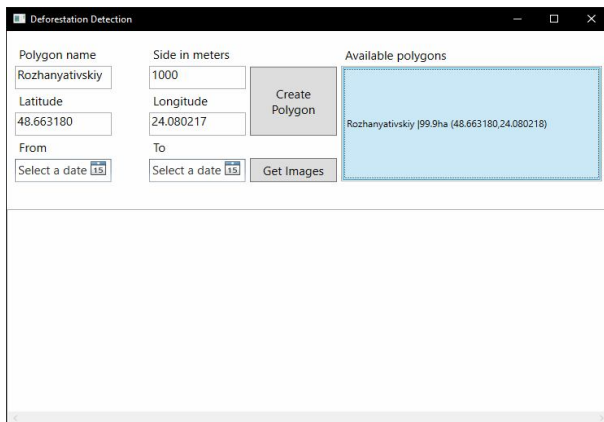 Deforestation Detection
Polygon name
Side in meters
Available polygons
Rozhanyativskiy
1000
Create
Polygon
Latitude
Longitude
48.663180
24.080217
Rozhanyativskiy |99.9ha (48.663180,24.080218)
From
To
Select a date 15
Select a date 15
Get Images